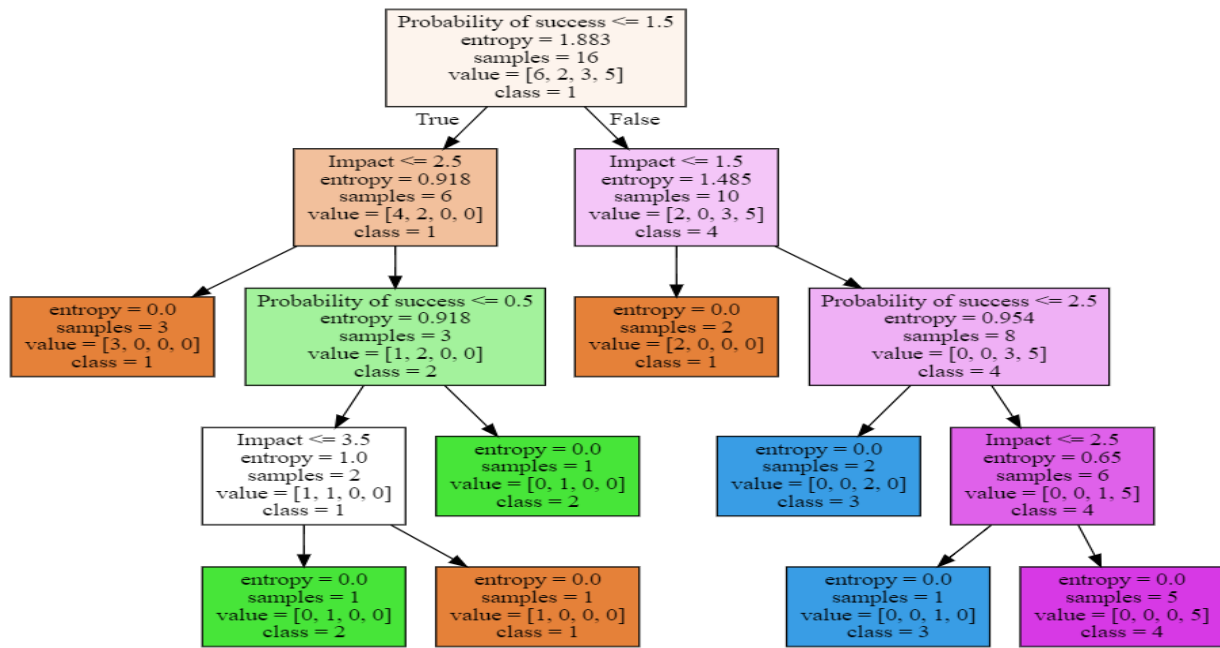 Probability of success <= 1.5
entropy = 1.883
samples = 16
value = [6, 2, 3, 5]
class = 1
True
False
Impact <= 2.5
entropy = 0.918
samples = 6
value = [4, 2, 0, 0]
class = 1
Impact <= 1.5
entropy = 1.485
samples = 10
value = [2, 0, 3, 5]
class = 4
entropy = 0.0
samples = 3
value = [3, 0, 0, 0]
class = 1
Probability of success <= 0.5
entropy = 0.918
samples = 3
value = [1, 2, 0, 0]
class = 2
entropy = 0.0
samples = 2
value = [2, 0, 0, 0]
class = 1
Probability of success <= 2.5
entropy = 0.954
samples = 8
value = [0, 0, 3, 5]
class = 4
Impact <= 3.5
entropy = 1.0
samples = 2
value = [1, 1, 0, 0]
class = 1
entropy = 0.0
samples = 1
value = [0, 1, 0, 0]
class = 2
entropy = 0.0
samples = 2
value = [0, 0, 2, 0]
class = 3
Impact <= 2.5
entropy = 0.65
samples = 6
value = [0, 0, 1, 5]
class = 4
entropy = 0.0
samples = 1
value = [0, 1, 0, 0]
class = 2
entropy = 0.0
samples = 1
value = [1, 0, 0, 0]
class = 1
entropy = 0.0
samples = 1
value = [0, 0, 1, 0]
class = 3
entropy = 0.0
samples = 5
value = [0, 0, 0, 5]
class = 4